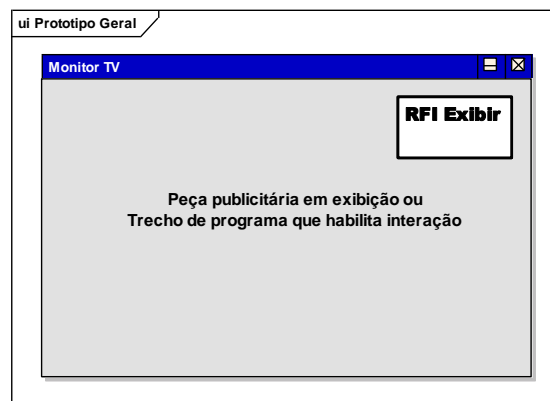 ui Prototipo Geral
Monitor TV
RFI Exibir
Peça publicitária em exibição ou
Trecho de programa que habilita interação